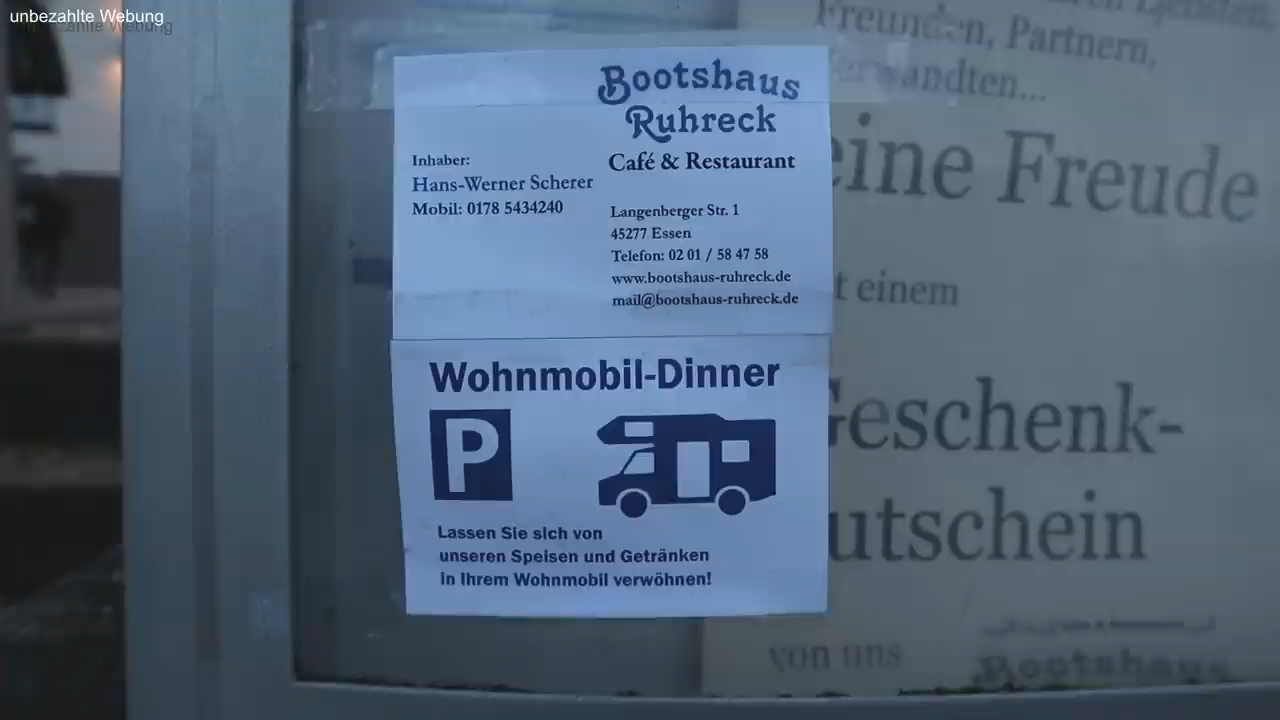 unbezahlte Webung
Bootshaus
Ruhreck
Café & Restaurant
Inhaber:
Hans-Werner Scherer
Mobil: 0178 5434240
Langenberger Str. 1
45277 Essen
Telefon: 02 01 / 58 47 58
www.bootshaus-ruhreck.de
mail@bootshaus-ruhreck.de
Wohnmobil-Dinner
P
Lassen Sie sich von
unseren Speisen und Getränken
in Ihrem Wohnmobil verwöhnen!
Freunden, Partnern,
eine Freude
t einem
Geschenk-
utschein
von uns
Bootshaus